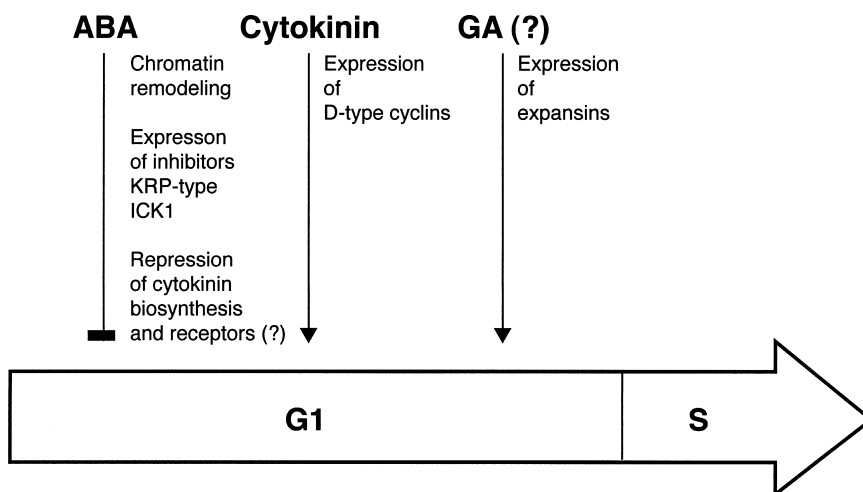 ABA
Chromatin
remodeling
Expresson
of inhibitors
KRP-type
ICK1
Repression
of cytokinin
biosynthesis
and receptors (?)
Cytokinin
Expression
of
D-type cyclins
GA (?)
Expression
of
expansins
G1
S